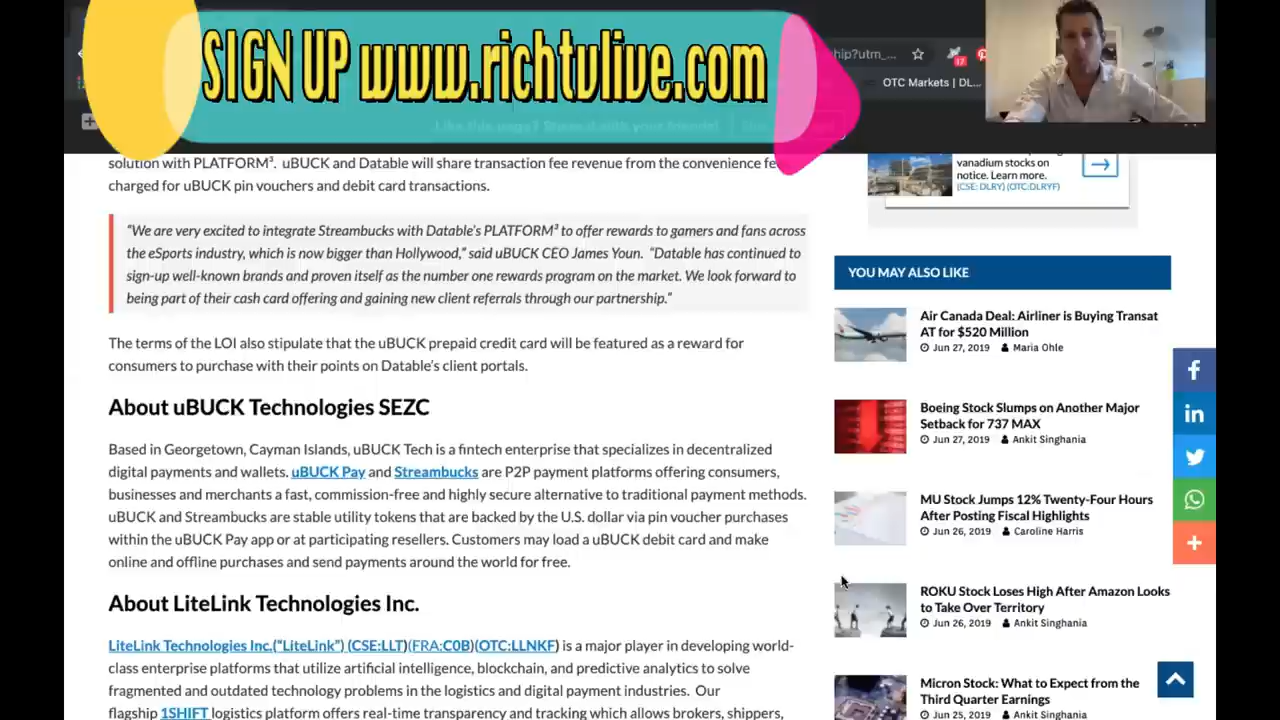 SIGN UP www.richtvlive.com
hip?utm_...
17
OTC Markets | DL...
Like this page? Share it with your friends!
solution with PLATFORM³. uBUCK and Datable will share transaction fee revenue from the convenience fe
charged for uBUCK pin vouchers and debit card transactions.
“We are very excited to integrate Streambucks with Datable’s PLATFORM³ to offer rewards to gamers and fans across
the eSports industry, which is now bigger than Hollywood,” said uBUCK CEO James Youn. “Datable has continued to
sign-up well-known brands and proven itself as the number one rewards program on the market. We look forward to
being part of their cash card offering and gaining new client referrals through our partnership.”
The terms of the LOI also stipulate that the uBUCK prepaid credit card will be featured as a reward for
consumers to purchase with their points on Datable’s client portals.
About uBUCK Technologies SEZC
Based in Georgetown, Cayman Islands, uBUCK Tech is a fintech enterprise that specializes in decentralized
digital payments and wallets. uBUCK Pay and Streambucks are P2P payment platforms offering consumers,
businesses and merchants a fast, commission-free and highly secure alternative to traditional payment methods.
uBUCK and Streambucks are stable utility tokens that are backed by the U.S. dollar via pin voucher purchases
within the uBUCK Pay app or at participating resellers. Customers may load a uBUCK debit card and make
online and offline purchases and send payments around the world for free.
About LiteLink Technologies Inc.
LiteLink Technologies Inc.(“LiteLink”) (CSE:LLT)(FRA:C0B)(OTC:LLNKF) is a major player in developing world-
class enterprise platforms that utilize artificial intelligence, blockchain, and predictive analytics to solve
fragmented and outdated technology problems in the logistics and digital payment industries. Our
flagship 1SHIFT logistics platform offers real-time transparency and tracking which allows brokers, shippers,
vanadium stocks on
notice. Learn more.
(CSE: DLRY) (OTC:DLRYF)
YOU MAY ALSO LIKE
Air Canada Deal: Airliner is Buying Transat
AT for $520 Million
Jun 27, 2019 Maria Ohle
Boeing Stock Slumps on Another Major
Setback for 737 MAX
Jun 27, 2019 Ankit Singhania
MU Stock Jumps 12% Twenty-Four Hours
After Posting Fiscal Highlights
Jun 26, 2019 Caroline Harris
ROKU Stock Loses High After Amazon Looks
to Take Over Territory
Jun 26, 2019 Ankit Singhania
Micron Stock: What to Expect from the
Third Quarter Earnings
Jun 25, 2019 Ankit Singhania